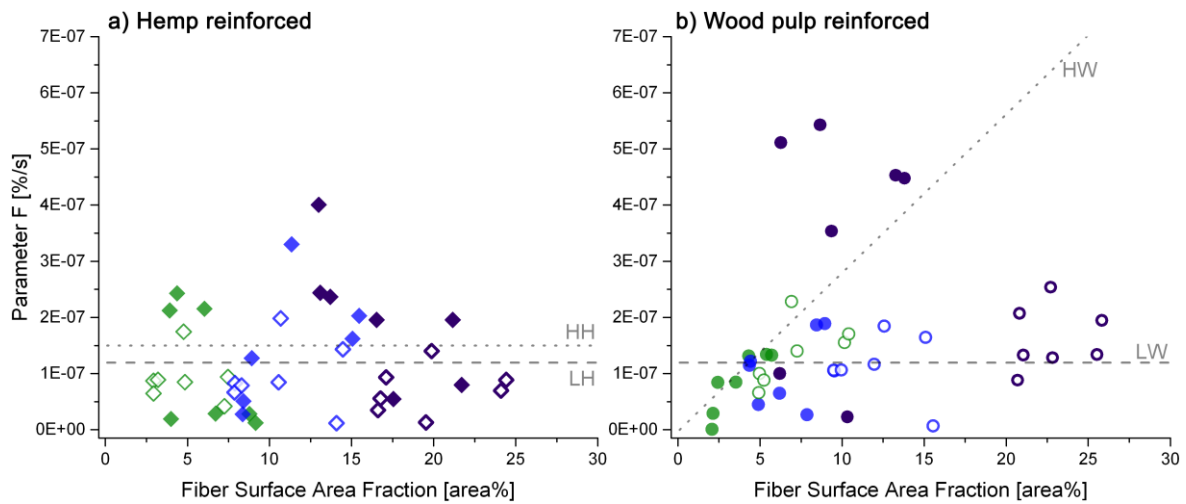 a) Hemp reinforced
b) Wood pulp reinforced
Parameter F [%/s]
7E-07
6E-07
5E-07
4E-07
3E-07
2E-07
1E-07
0E+00
HH
LH
0 5 10 15 20 25 30
Fiber Surface Area Fraction [area%]
7E-07
6E-07
5E-07
4E-07
3E-07
2E-07
1E-07
0E+00
HW
LW
0 5 10 15 20 25 30
Fiber Surface Area Fraction [area%]